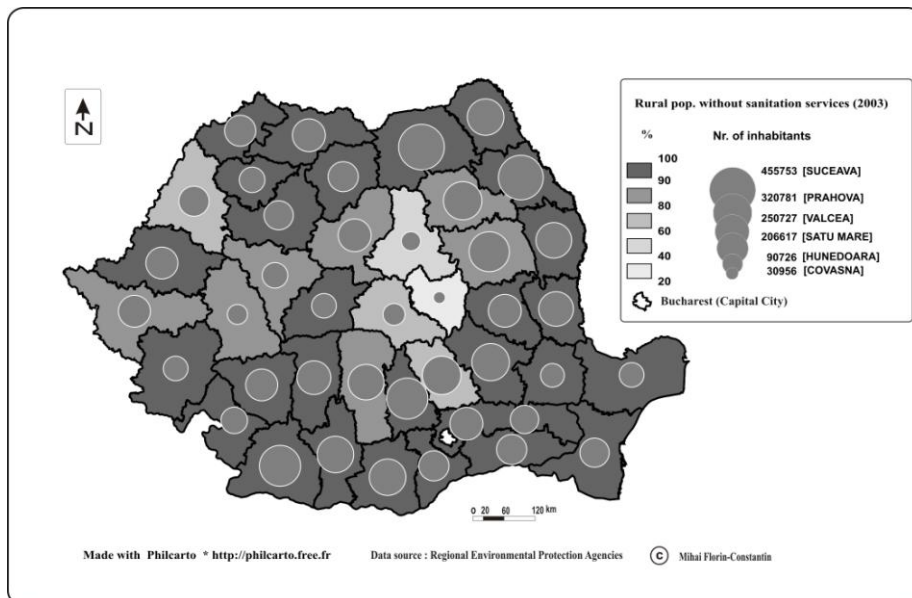 N
Rural pop. without sanitation services (2003)
% Nr. of inhabitants
100
90
80
60
40
20
455753 [SUCEAVA]
320781 [PRAHOVA]
250727 [VALCEA]
206617 [SATU MARE]
90726 [HUNEDOARA]
30956 [COVASNA]
Bucharest (Capital City)
0 20 60 120 km
Made with Philcarto * http://philcarto.free.fr
Data source : Regional Environmental Protection Agencies
C Mihai Florin-Constantin